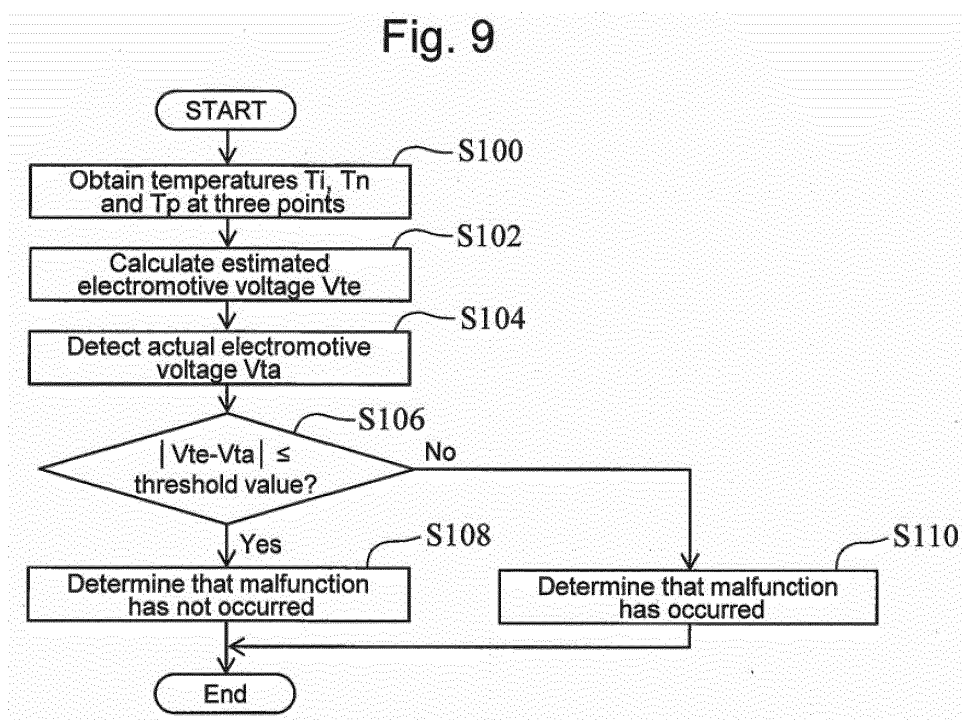 Fig. 9
START
S100
Obtain temperatures Ti, Tn
and Tp at three points
S102
Calculate estimated
electromotive voltage Vte
S104
Detect actual electromotive
voltage Vta
S106
|Vte-Vta| ≤
threshold value?
No
Yes
S108
Determine that malfunction
has not occurred
S110
Determine that malfunction
has occurred
End